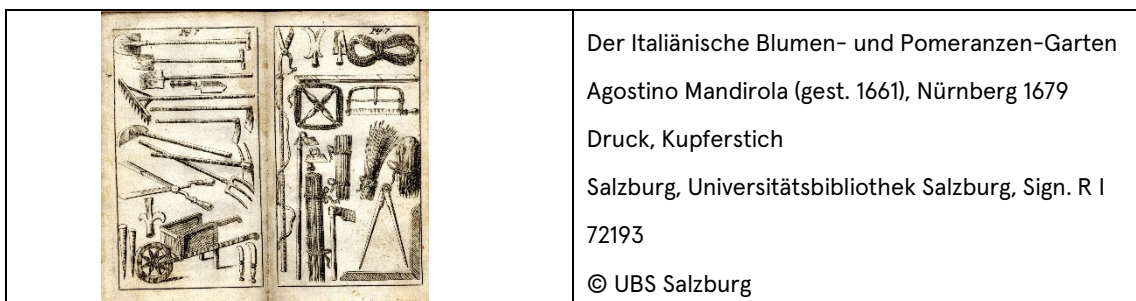 Der Italiänische Blumen- und Pomeranzen-Garten
Agostino Mandirola (gest. 1661), Nürnberg 1679
Druck, Kupferstich
Salzburg, Universitätsbibliothek Salzburg, Sign. R I
72193
© UBS Salzburg